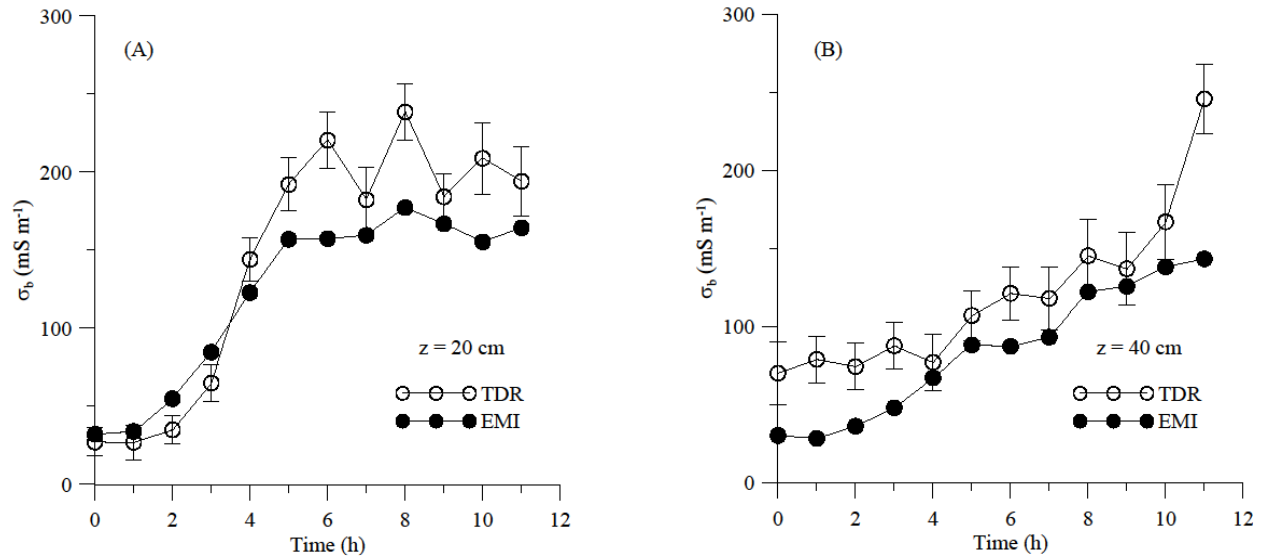 300
(A)
200
σb (mS m-1)
100
z = 20 cm
TDR
EMI
0
0 2 4 6 8 10 12
Time (h)
300
(B)
200
σb (mS m-1)
100
z = 40 cm
TDR
EMI
0
0 2 4 6 8 10 12
Time (h)